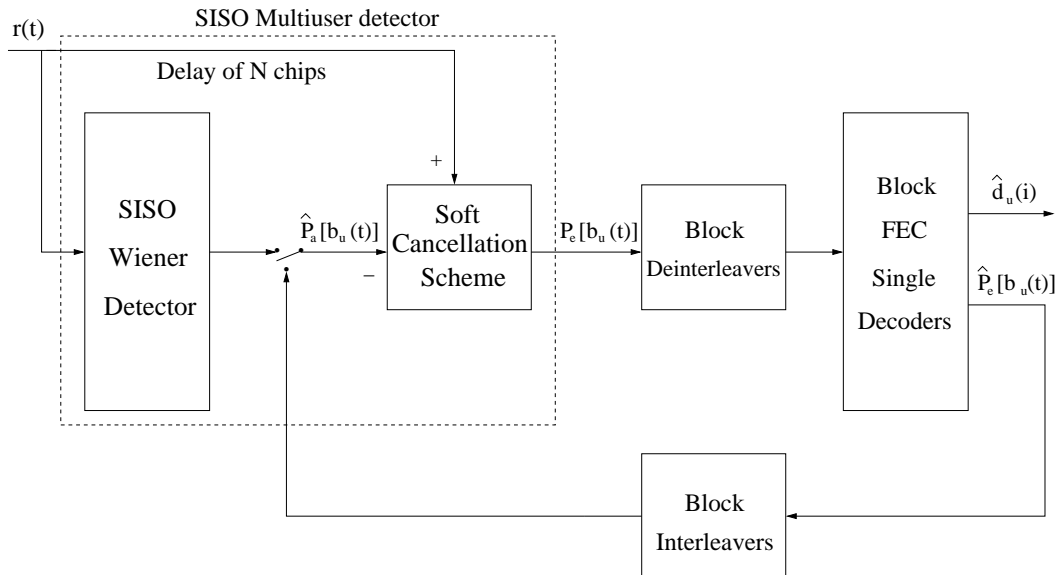 SISO Multiuser detector
r(t)
Delay of N chips
SISO
Wiener
Detector
P̂a[bu(t)]
+
−
Soft
Cancellation
Scheme
Pe[bu(t)]
Block
Deinterleavers
Block
FEC
Single
Decoders
d̂u(i)
P̂e[bu(t)]
Block
Interleavers